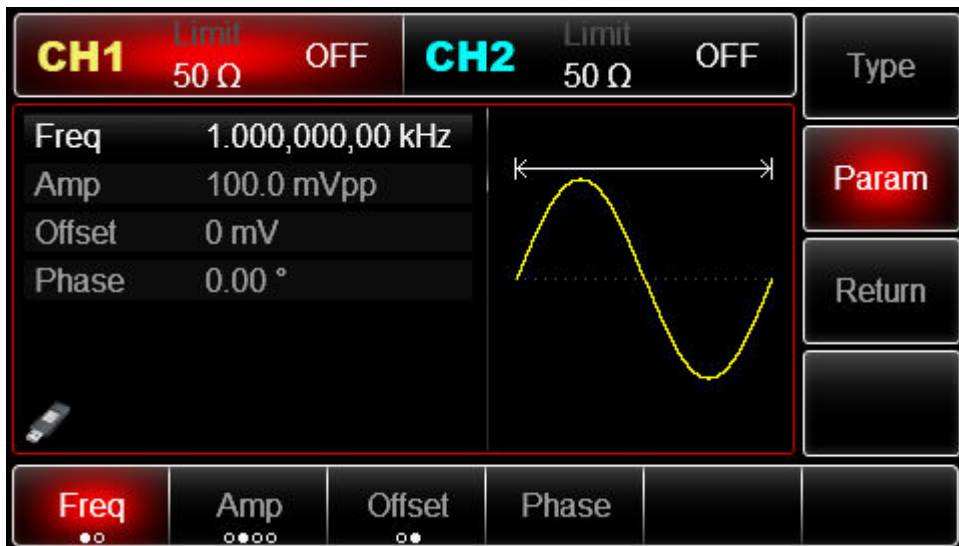 CH1 Limit 50 Ω OFF
CH2 Limit 50 Ω OFF
Type
Freq 1.000,000,00 kHz
Amp 100.0 mVpp
Offset 0 mV
Phase 0.00 °
Param
Return
Freq Amp Offset Phase